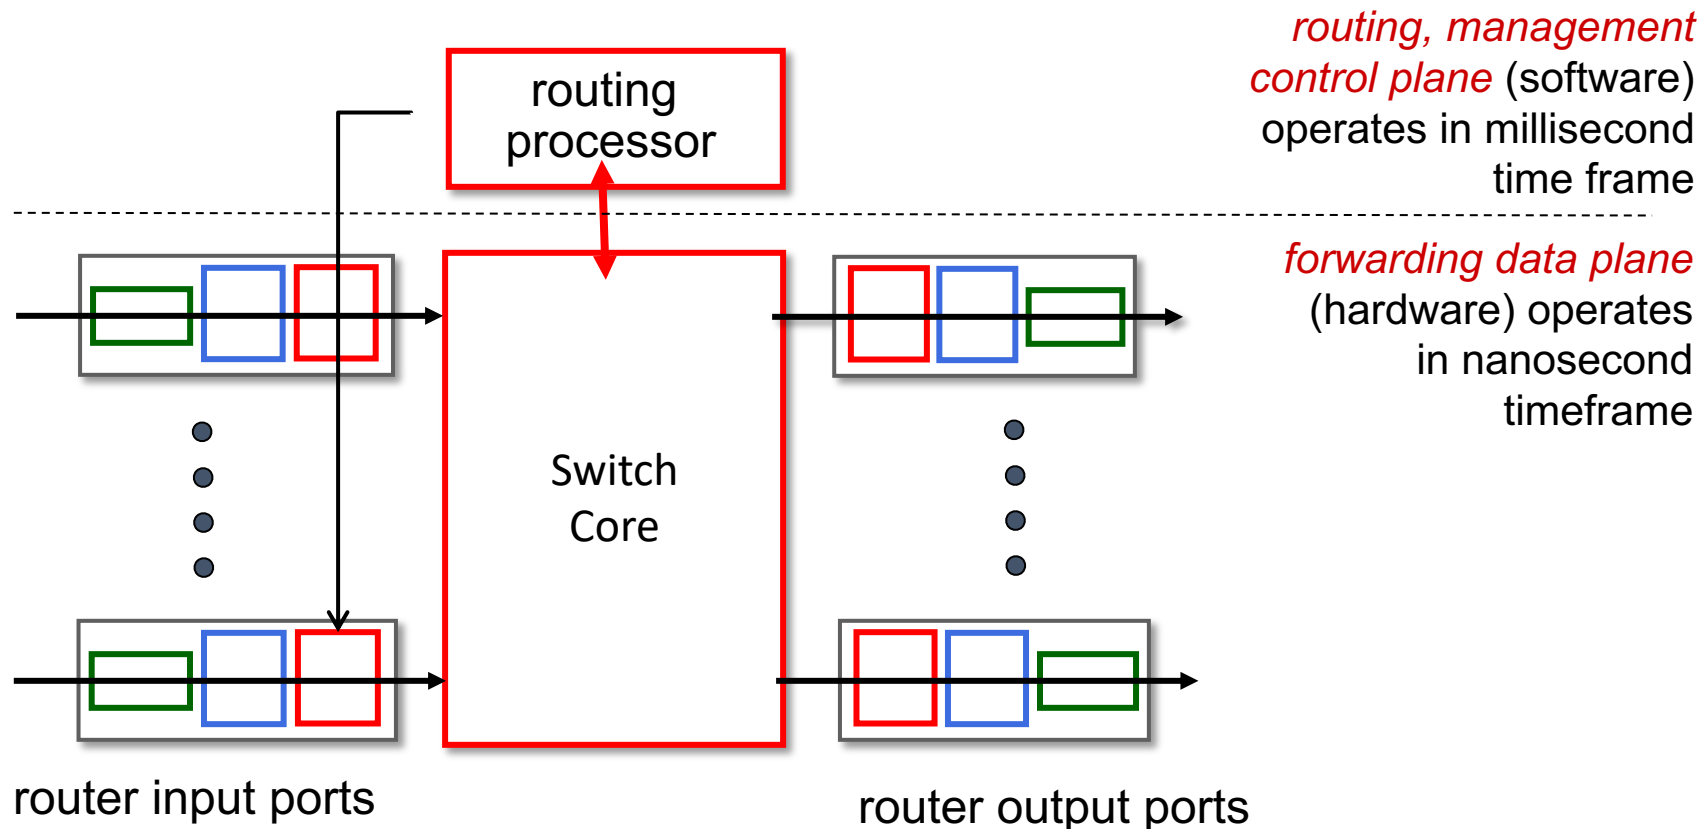 routing, management
control plane (software)
operates in millisecond
time frame
routing
processor
forwarding data plane
(hardware) operates
in nanosecond
timeframe
Switch
Core
router input ports
router output ports